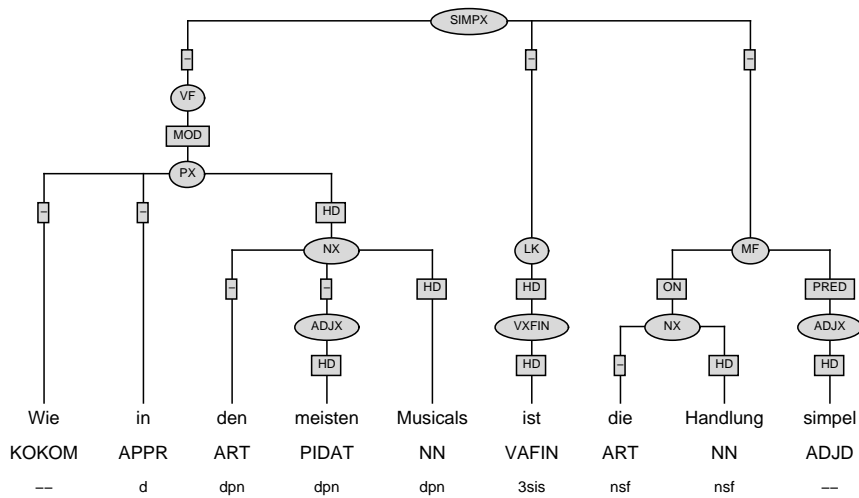 SIMPX
– – –
VF
MOD
PX
– – HD
NX LK MF
– – HD HD ON PRED
ADJX VXFIN NX ADJX
HD HD – HD HD
Wie in den meisten Musicals ist die Handlung simpel
KOKOM APPR ART PIDAT NN VAFIN ART NN ADJD
−− d dpn dpn dpn 3sis nsf nsf −−